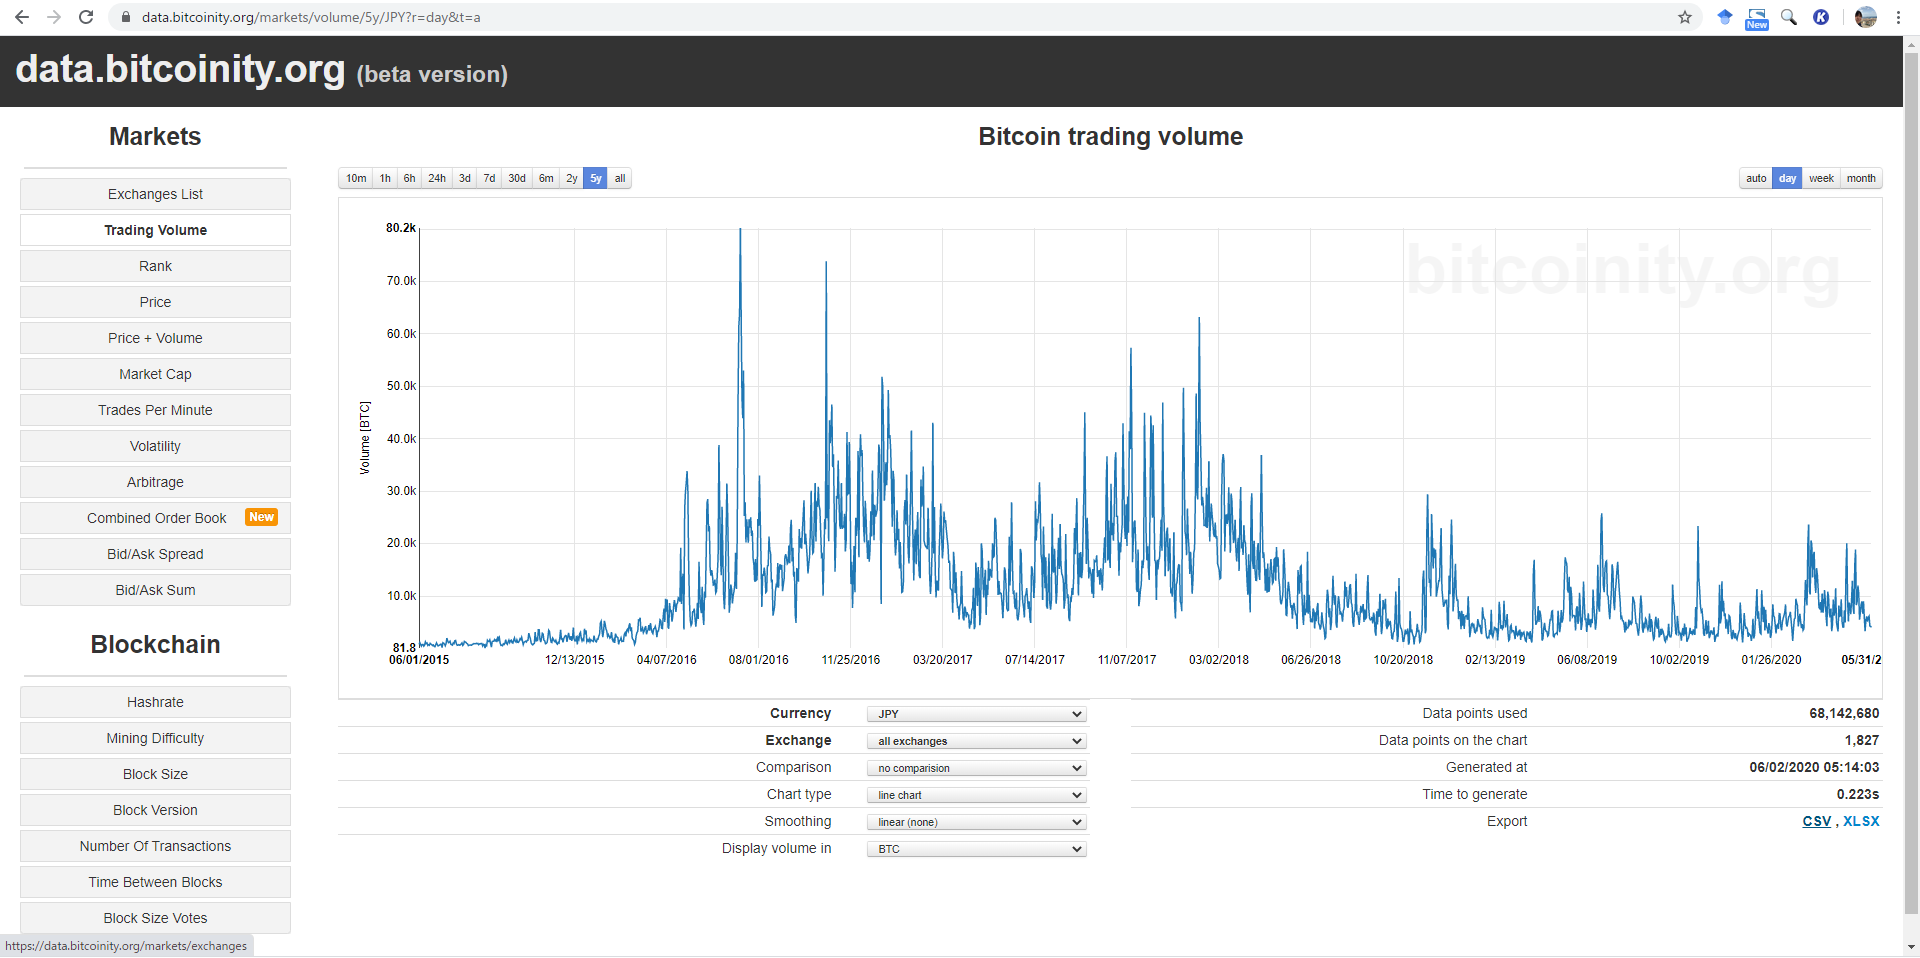 data.bitcoinity.org/markets/volume/5y/JPY?r=day&t=a
New
K
data.bitcoinity.org (beta version)
Markets
Exchanges List
Trading Volume
Rank
Price
Price + Volume
Market Cap
Trades Per Minute
Volatility
Arbitrage
Combined Order Book New
Bid/Ask Spread
Bid/Ask Sum
Blockchain
Hashrate
Mining Difficulty
Block Size
Block Version
Number Of Transactions
Time Between Blocks
Block Size Votes
https://data.bitcoinity.org/markets/exchanges
Bitcoin trading volume
10m 1h 6h 24h 3d 7d 30d 6m 2y 5y all
auto day week month
bitcoinity.org
Volume [BTC]
80.2k
70.0k
60.0k
50.0k
40.0k
30.0k
20.0k
10.0k
81.8
06/01/2015 12/13/2015 04/07/2016 08/01/2016 11/25/2016 03/20/2017 07/14/2017 11/07/2017 03/02/2018 06/26/2018 10/20/2018 02/13/2019 06/08/2019 10/02/2019 01/26/2020 05/31/2
Currency JPY
Exchange all exchanges
Comparison no comparision
Chart type line chart
Smoothing linear (none)
Display volume in BTC
Data points used 68,142,680
Data points on the chart 1,827
Generated at 06/02/2020 05:14:03
Time to generate 0.223s
Export CSV , XLSX